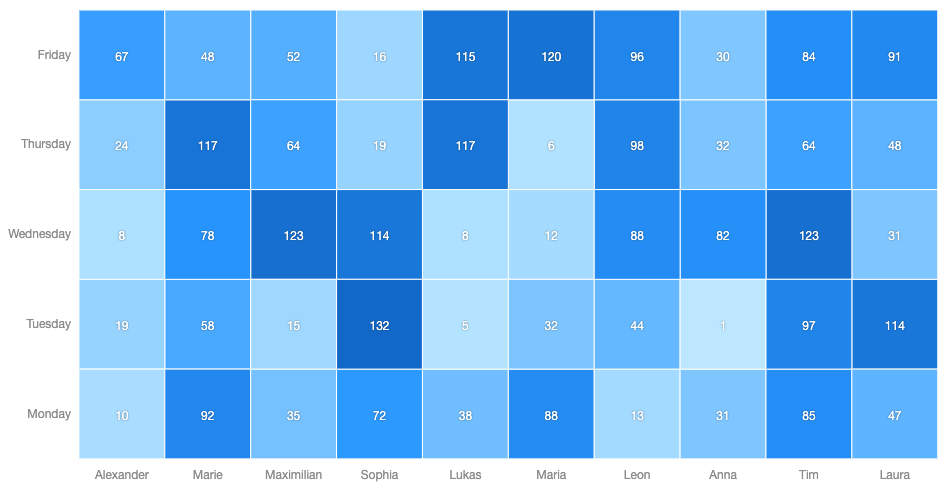 Friday 67 48 52 16 115 120 96 30 84 91
Thursday 24 117 64 19 117 6 98 32 64 48
Wednesday 8 78 123 114 8 12 88 82 123 31
Tuesday 19 58 15 132 5 32 44 1 97 114
Monday 10 92 35 72 38 88 13 31 85 47
Alexander Marie Maximilian Sophia Lukas Maria Leon Anna Tim Laura